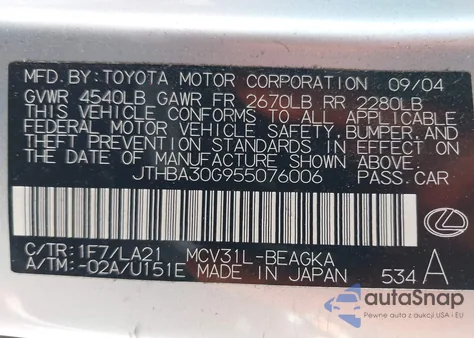 MFD. BY: TOYOTA MOTOR CORPORATION 09/04
GVWR 4540LB GAWR FR 2670LB RR 2280LB
THIS VEHICLE CONFORMS TO ALL APPLICABLE
FEDERAL MOTOR VEHICLE SAFETY, BUMPER, AND
THEFT PREVENTION STANDARDS IN EFFECT ON
THE DATE OF MANUFACTURE SHOWN ABOVE.
JTHBA30G955076006 PASS.CAR
C/TR: 1F7/LA21 MCV31L-BEAGKA
A/TM: -02A/U151E MADE IN JAPAN 534 A
autoSnap
Pewne auta z aukcji USA i EU